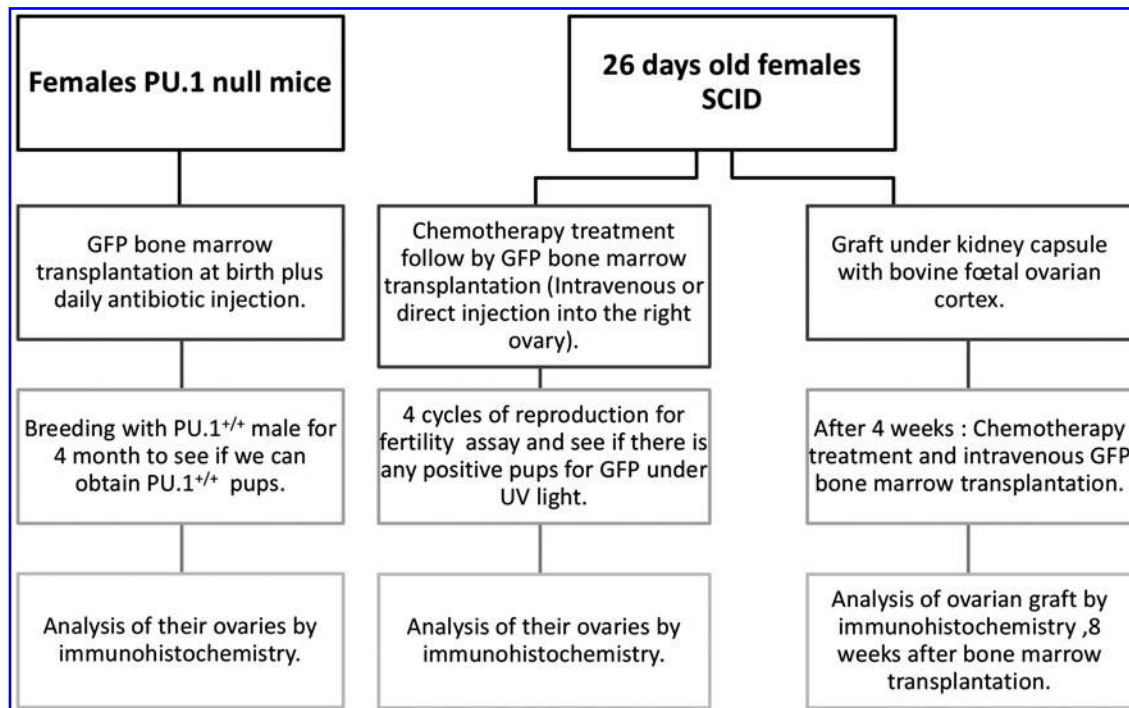 Females PU.1 null mice
26 days old females
SCID
GFP bone marrow
transplantation at birth plus
daily antibiotic injection.
Chemotherapy treatment
follow by GFP bone marrow
transplantation (Intravenous or
direct injection into the right
ovary).
Graft under kidney capsule
with bovine fœtal ovarian
cortex.
Breeding with PU.1+/+ male for
4 month to see if we can
obtain PU.1+/+ pups.
4 cycles of reproduction for
fertility assay and see if there is
any positive pups for GFP under
UV light.
After 4 weeks : Chemotherapy
treatment and intravenous GFP
bone marrow transplantation.
Analysis of their ovaries by
immunohistochemistry.
Analysis of their ovaries by
immunohistochemistry.
Analysis of ovarian graft by
immunohistochemistry ,8
weeks after bone marrow
transplantation.